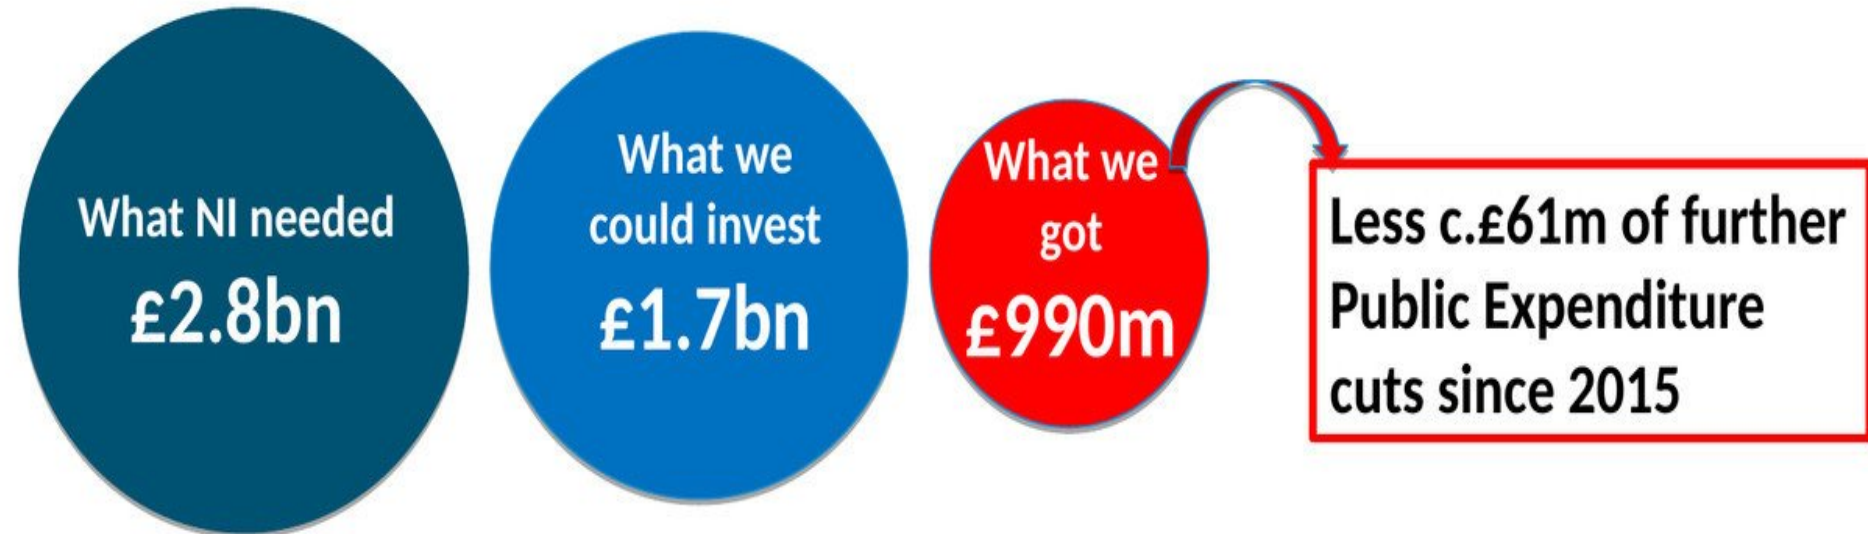 What NI needed
£2.8bn
What we
could invest
£1.7bn
What we
got
£990m
Less c.£61m of further
Public Expenditure
cuts since 2015